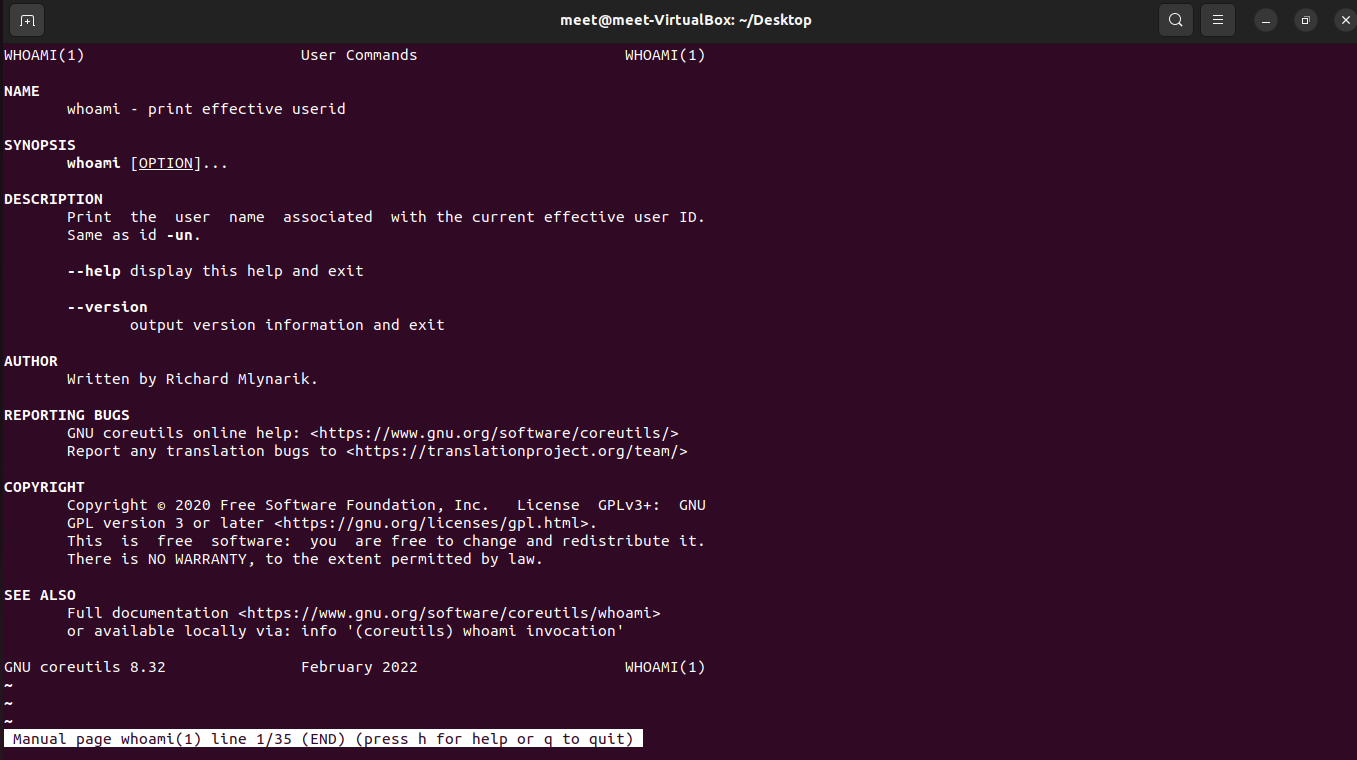 meet@meet-VirtualBox: ~/Desktop
WHOAMI(1)                        User Commands                       WHOAMI(1)
NAME
       whoami - print effective userid
SYNOPSIS
       whoami [OPTION]...
DESCRIPTION
       Print  the  user  name  associated  with the current effective user ID.
       Same as id -un.
       --help display this help and exit
       --version
              output version information and exit
AUTHOR
       Written by Richard Mlynarik.
REPORTING BUGS
       GNU coreutils online help: <https://www.gnu.org/software/coreutils/>
       Report any translation bugs to <https://translationproject.org/team/>
COPYRIGHT
       Copyright © 2020 Free Software Foundation, Inc.   License  GPLv3+:  GNU
       GPL version 3 or later <https://gnu.org/licenses/gpl.html>.
       This  is  free  software:  you  are free to change and redistribute it.
       There is NO WARRANTY, to the extent permitted by law.
SEE ALSO
       Full documentation <https://www.gnu.org/software/coreutils/whoami>
       or available locally via: info '(coreutils) whoami invocation'
GNU coreutils 8.32               February 2022                       WHOAMI(1)
~
~
~
 Manual page whoami(1) line 1/35 (END) (press h for help or q to quit)